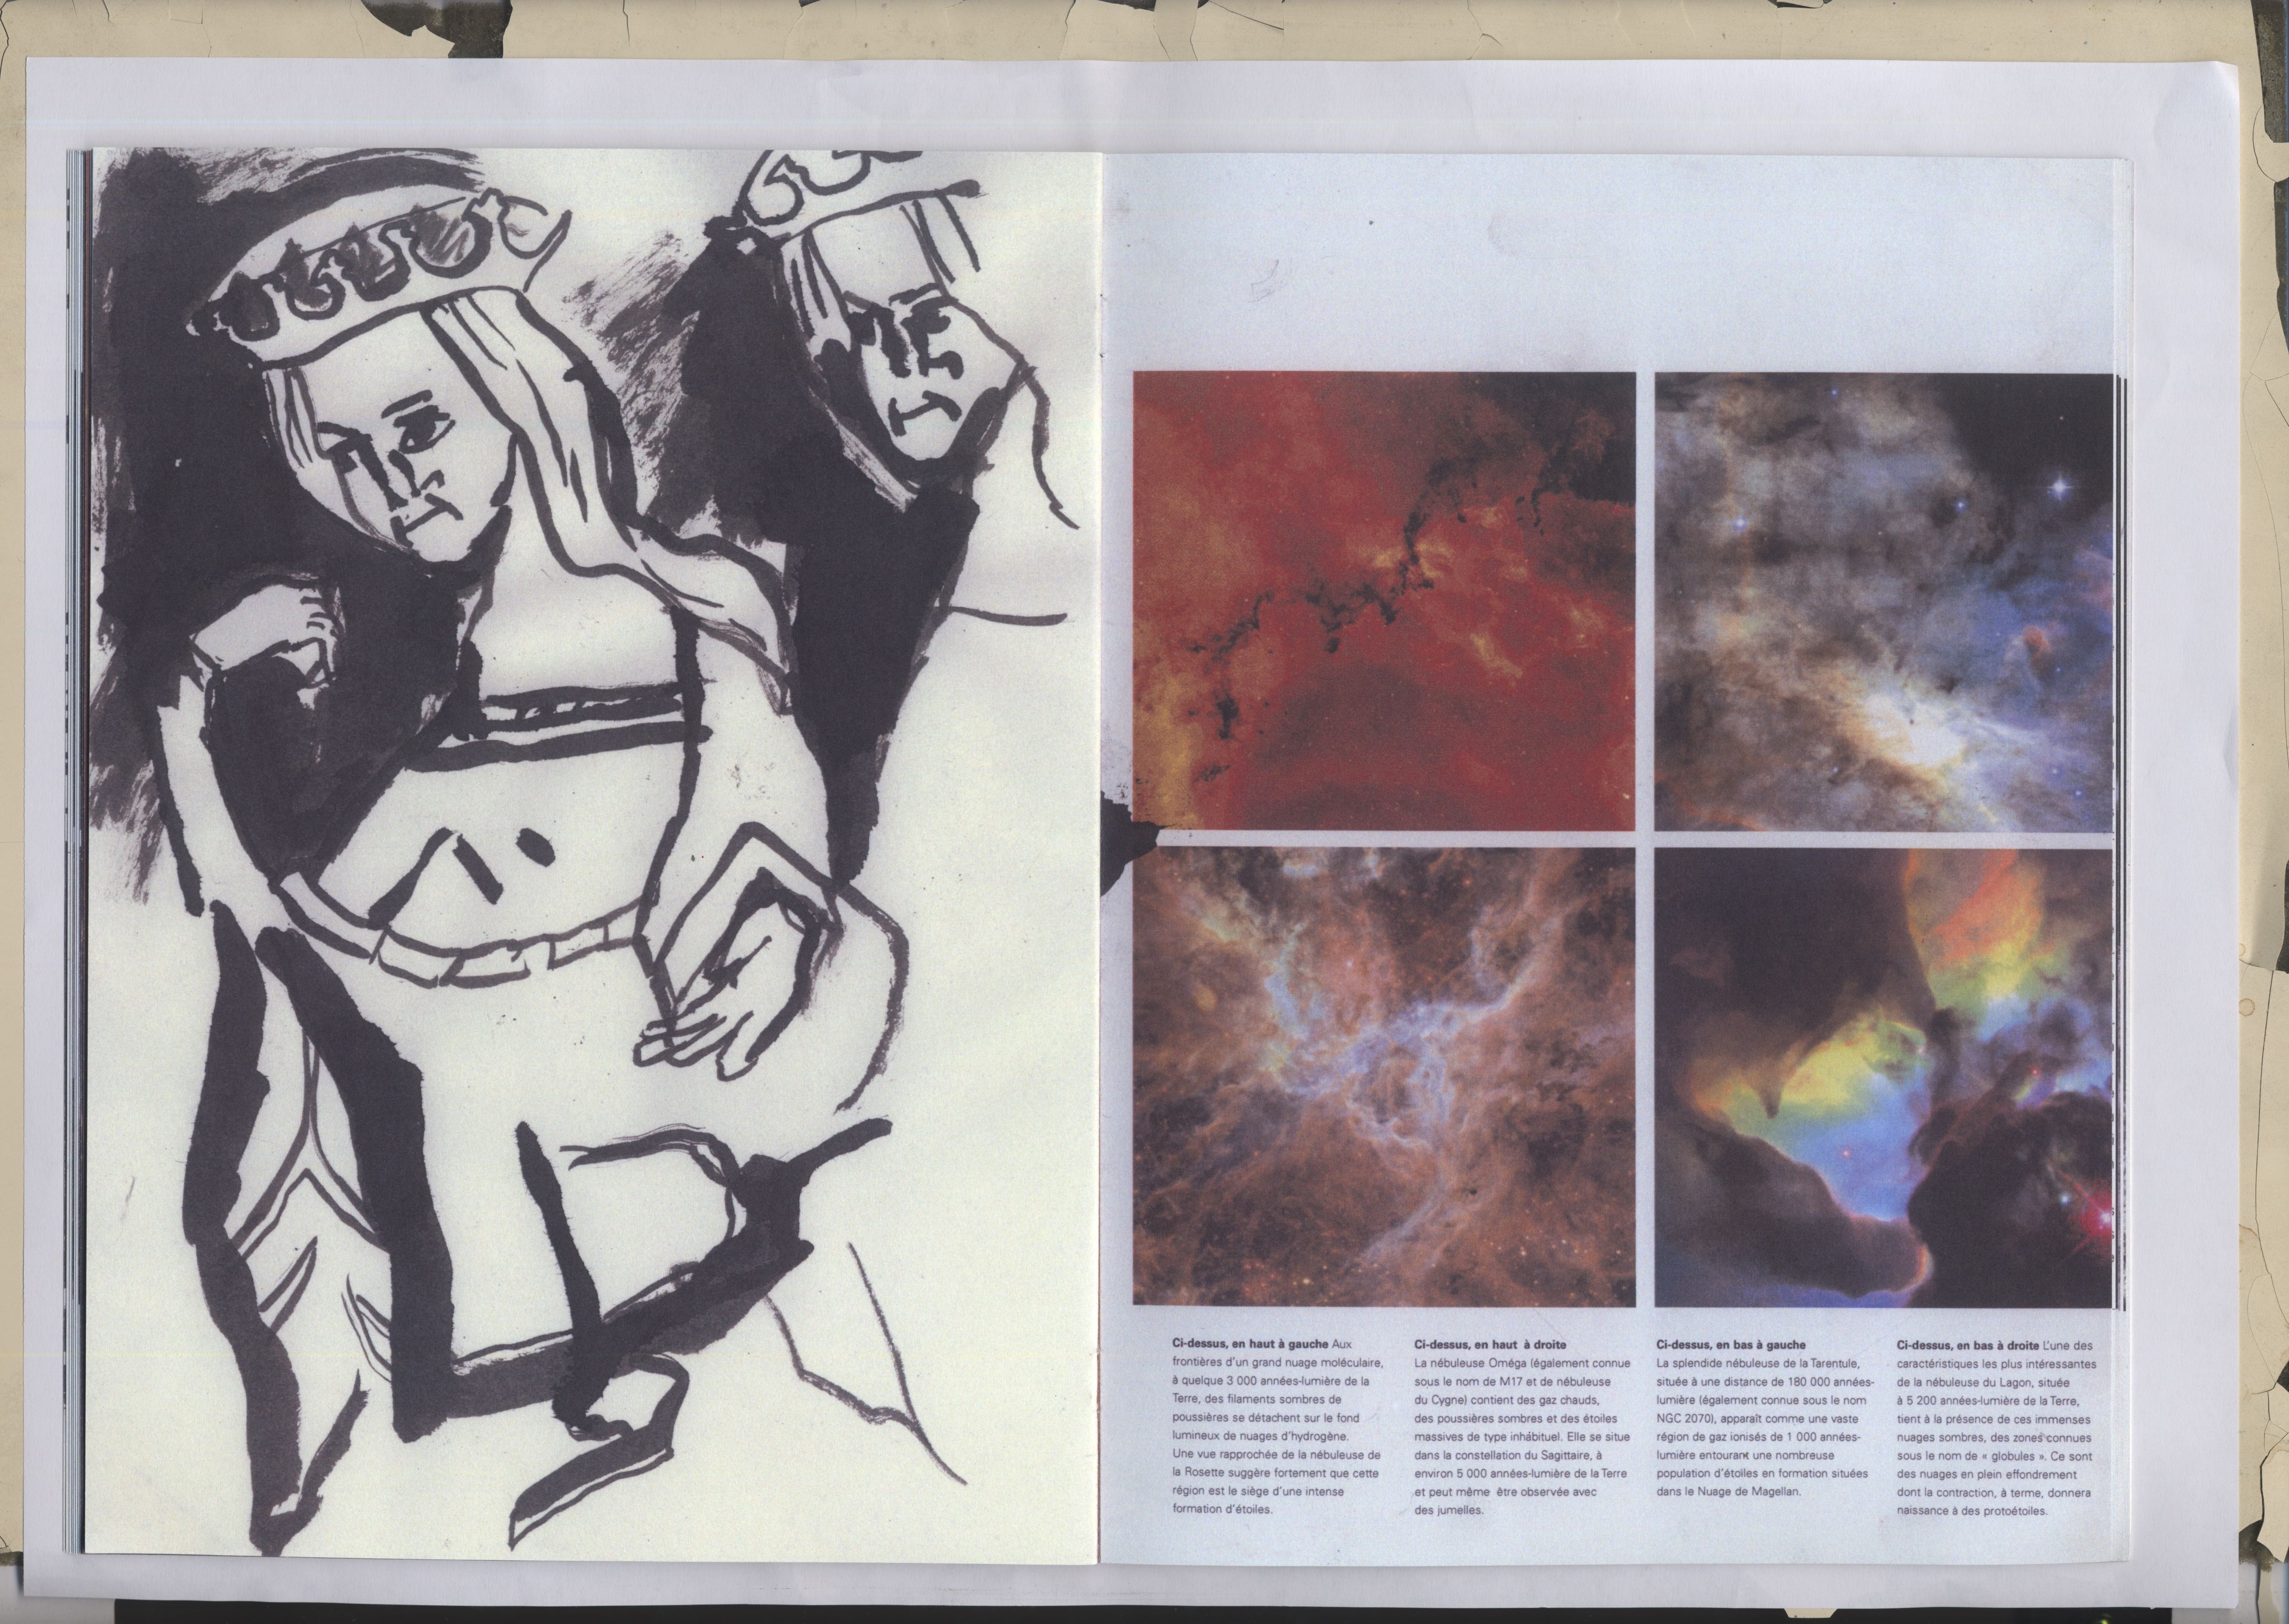 Ci-dessus, en haut à gauche Aux
frontières d'un grand nuage moléculaire,
à quelque 3 000 années-lumière de la
Terre, des filaments sombres de
poussières se détachent sur le fond
lumineux de nuages d'hydrogène.
Une vue rapprochée de la nébuleuse de
la Rosette suggère fortement que cette
région est le siège d'une intense
formation d'étoiles.
Ci-dessus, en haut à droite
La nébuleuse Oméga (également connue
sous le nom de M17 et de nébuleuse
du Cygne) contient des gaz chauds,
des poussières sombres et des étoiles
massives de type inhábituel. Elle se situe
dans la constellation du Sagittaire, à
environ 5 000 années-lumière de la Terre
et peut même être observée avec
des jumelles.
Ci-dessus, en bas à gauche
La splendide nébuleuse de la Tarentule,
située à une distance de 180 000 années-
lumière (également connue sous le nom
NGC 2070), apparaît comme une vaste
région de gaz ionisés de 1 000 années-
lumière entourant une nombreuse
population d'étoiles en formation situées
dans le Nuage de Magellan.
Ci-dessus, en bas à droite L'une des
caractéristiques les plus intéressantes
de la nébuleuse du Lagon, située
à 5 200 années-lumière de la Terre,
tient à la présence de ces immenses
nuages sombres, des zones connues
sous le nom de « globules ». Ce sont
des nuages en plein effondrement
dont la contraction, à terme, donnera
naissance à des protoétoiles.